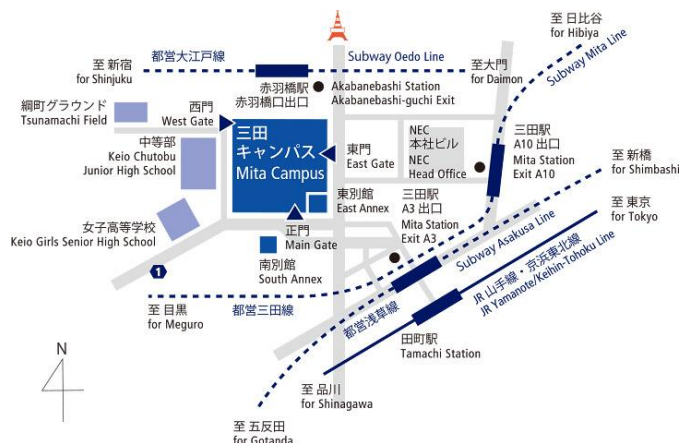 至 日比谷
for Hibiya
至 新宿
for Shinjuku
都営大江戸線
Subway Oedo Line
至 大門
for Daimon
Subway Mita Line
赤羽橋駅
赤羽橋口出口
Akabanebashi Station
Akabanebashi-guchi Exit
綱町グラウンド
Tsunamachi Field
西門
West Gate
中等部
Keio Chutobu
Junior High School
三田
キャンパス
Mita Campus
東門
East Gate
NEC
本社ビル
NEC
Head Office
三田駅
A10 出口
Mita Station
Exit A10
至 新橋
for Shimbashi
東別館
East Annex
三田駅
A3 出口
Mita Station
Exit A3
至 東京
for Tokyo
女子高等学校
Keio Girls Senior High School
正門
Main Gate
南別館
South Annex
Subway Asakusa Line
1
至 目黒
for Meguro
都営三田線
都営浅草線
JR 山手線・京浜東北線
JR Yamanote/Keihin-Tohoku Line
田町駅
Tamachi Station
N
至 品川
for Shinagawa
至 五反田
for Gotanda